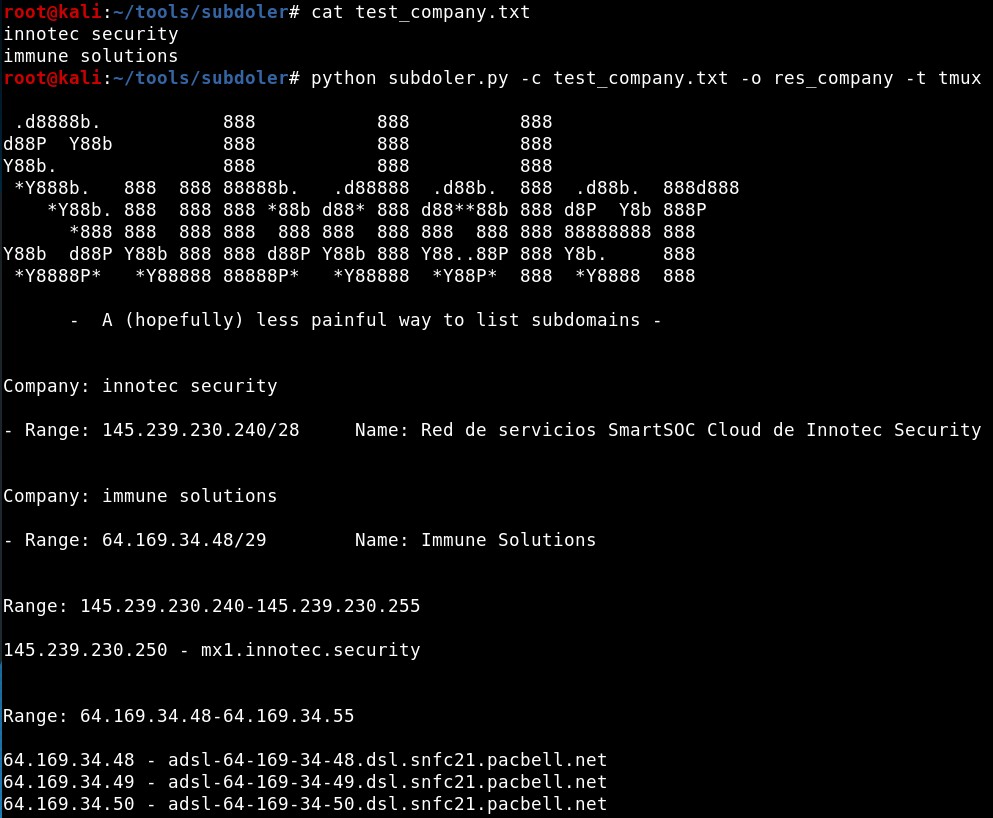 root@kali:~/tools/subdoler# cat test_company.txt
innotec security
immune solutions
root@kali:~/tools/subdoler# python subdoler.py -c test_company.txt -o res_company -t tmux
 .d8888b.           888           888          888
d88P  Y88b          888           888          888
Y88b.               888           888          888
 *Y888b.   888  888 88888b.   .d88888  .d88b.  888  .d88b.  888d888
    *Y88b. 888  888 888 *88b d88* 888 d88**88b 888 d8P  Y8b 888P
      *888 888  888 888  888 888  888 888  888 888 88888888 888
Y88b  d88P Y88b 888 888 d88P Y88b 888 Y88..88P 888 Y8b.     888
 *Y8888P*   *Y88888 88888P*   *Y88888  *Y88P*  888  *Y8888  888
      -  A (hopefully) less painful way to list subdomains -
Company: innotec security
- Range: 145.239.230.240/28     Name: Red de servicios SmartSOC Cloud de Innotec Security
Company: immune solutions
- Range: 64.169.34.48/29        Name: Immune Solutions
Range: 145.239.230.240-145.239.230.255
145.239.230.250 - mx1.innotec.security
Range: 64.169.34.48-64.169.34.55
64.169.34.48 - adsl-64-169-34-48.dsl.snfc21.pacbell.net
64.169.34.49 - adsl-64-169-34-49.dsl.snfc21.pacbell.net
64.169.34.50 - adsl-64-169-34-50.dsl.snfc21.pacbell.net